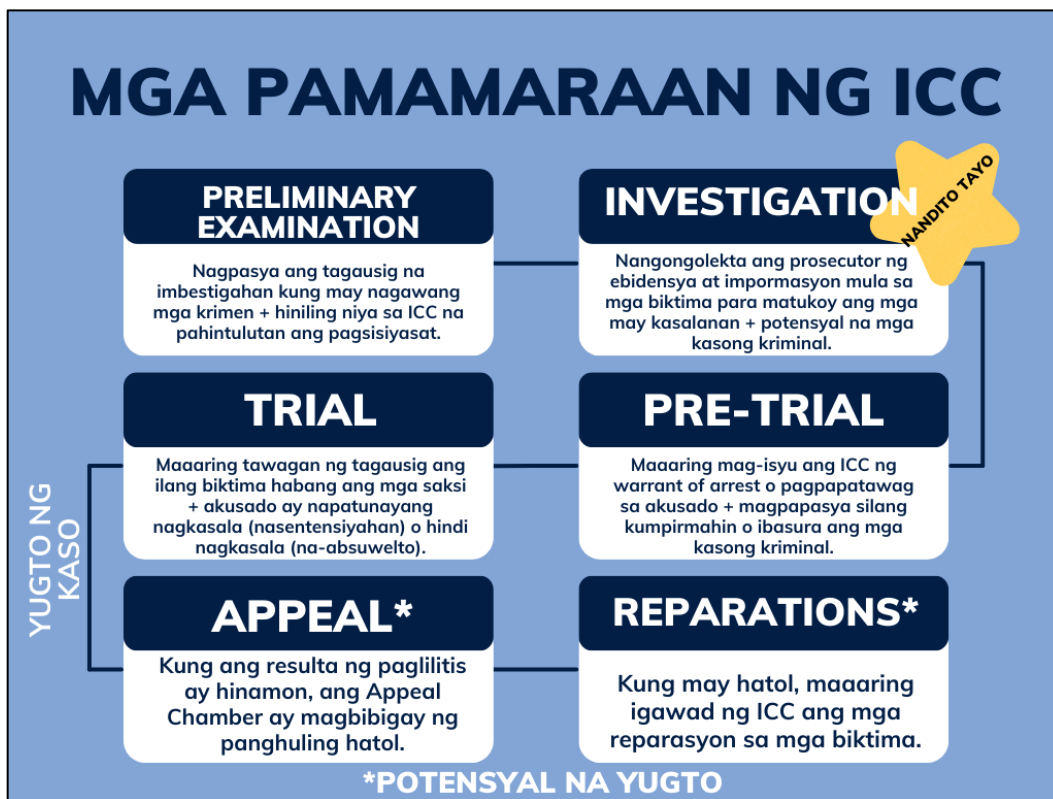 MGA PAMAMARAAN NG ICC
PRELIMINARY
EXAMINATION
Nagpasya ang tagausig na
imbestigahan kung may nagawang
mga krimen + hiniling niya sa ICC na
pahintulutan ang pagsisiyasat.
INVESTIGATION
NANDITO TAYO
Nangongolekta ang prosecutor ng
ebidensya at impormasyon mula sa
mga biktima para matukoy ang mga
may kasalanan + potensyal na mga
kasong kriminal.
PRE-TRIAL
Maaaring mag-isyu ang ICC ng
warrant of arrest o pagpapatawag
sa akusado + magpapasya silang
kumpirmahin o ibasura ang mga
kasong kriminal.
TRIAL
Maaaring tawagan ng tagausig ang
ilang biktima habang ang mga saksi
+ akusado ay napatunayang
nagkasala (nasentensiyahan) o hindi
nagkasala (na-absuwelto).
YUGTO NG
KASO
APPEAL*
Kung ang resulta ng paglilitis
ay hinamon, ang Appeal
Chamber ay magbibigay ng
panghuling hatol.
REPARATIONS*
Kung may hatol, maaaring
igawad ng ICC ang mga
reparasyon sa mga biktima.
*POTENSYAL NA YUGTO